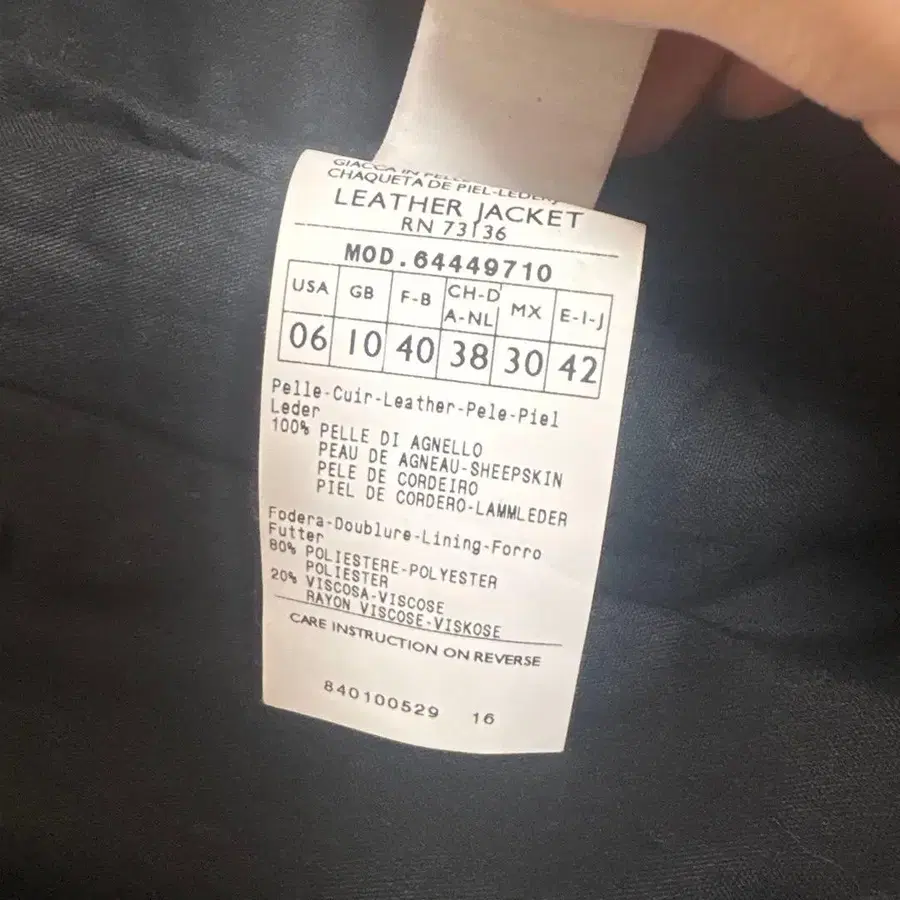 GIACCA IN
CHAQUETA DE PIEL-LEDER
LEATHER JACKET
RN 73136
MOD.64449710
USA GB F-B CH-D A-NL MX E-I-J
06 10 40 38 30 42
Pelle-Cuir-Leather-Pele-Piel
Leder
100% PELLE DI AGNELLO
PEAU DE AGNEAU-SHEEPSKIN
PELE DE CORDEIRO
PIEL DE CORDERO-LAMMLEDER
Fodera-Doublure-Lining-Forro
Futter
80% POLIESTERE-POLYESTER
POLIESTER
20% VISCOSA-VISCOSE
RAYON VISCOSE-VISKOSE
CARE INSTRUCTION ON REVERSE
840100529 16